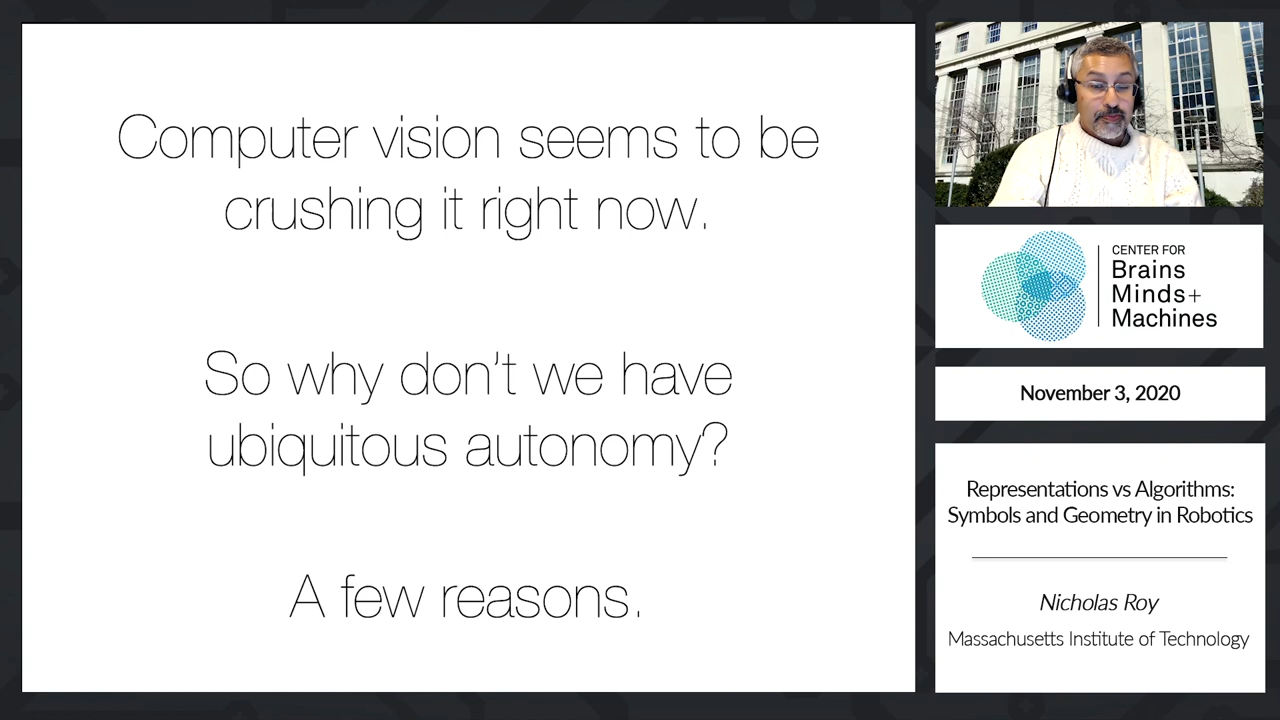 Computer vision seems to be
crushing it right now.
So why don't we have
ubiquitous autonomy?
A few reasons.
CENTER FOR
Brains
Minds+
Machines
November 3, 2020
Representations vs Algorithms:
Symbols and Geometry in Robotics
Nicholas Roy
Massachusetts Institute of Technology